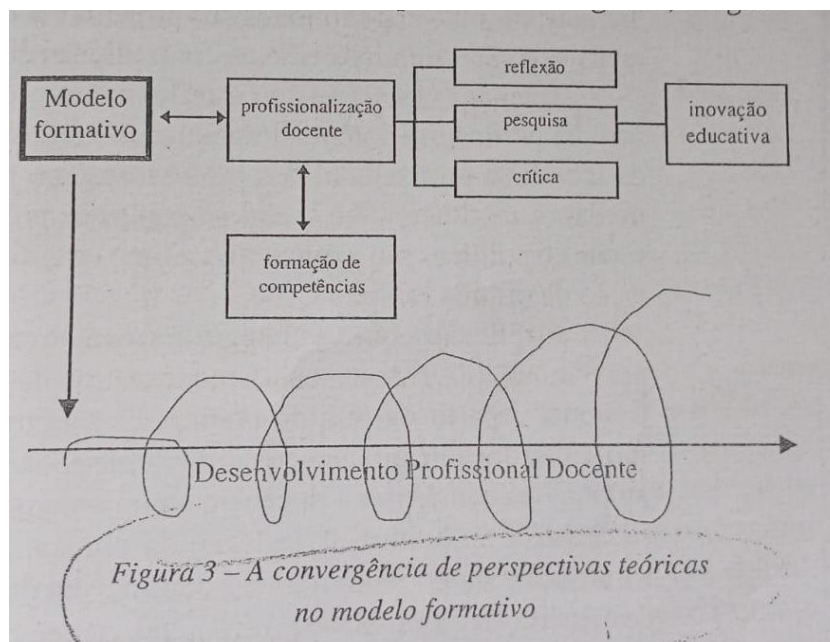 Modelo
formativo
profissionalização
docente
reflexão
pesquisa
crítica
inovação
educativa
formação de
competências
Desenvolvimento Profissional Docente
Figura 3 – A convergência de perspectivas teóricas
no modelo formativo